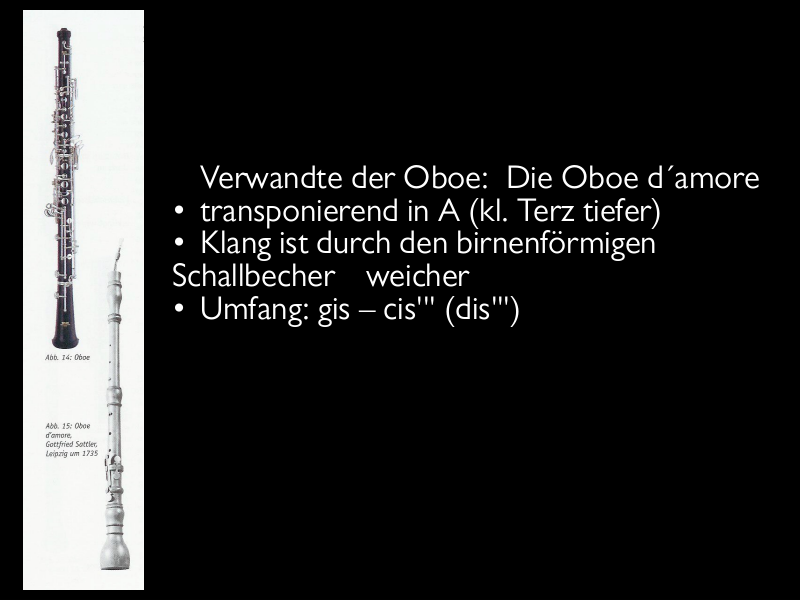 Verwandte der Oboe:  Die Oboe d´amore
• transponierend in A (kl. Terz tiefer)
• Klang ist durch den birnenförmigen
Schallbecher    weicher
• Umfang: gis – cis''' (dis''')
Abb. 14: Oboe
Abb. 15: Oboe
d'amore,
Gottfried Sattler,
Leipzig um 1735